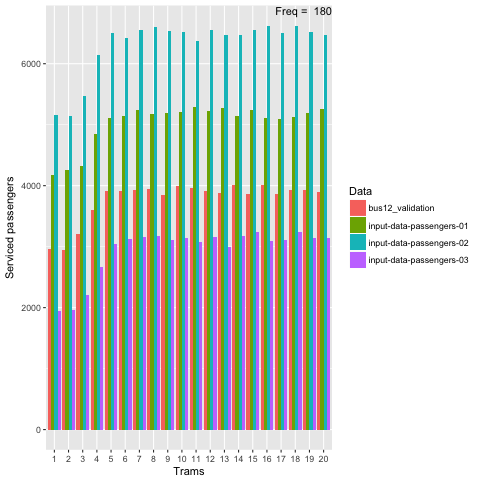 Freq = 180
Serviced passengers
6000
4000
2000
0
1 2 3 4 5 6 7 8 9 10 11 12 13 14 15 16 17 18 19 20
Trams
Data
bus12_validation
input-data-passengers-01
input-data-passengers-02
input-data-passengers-03